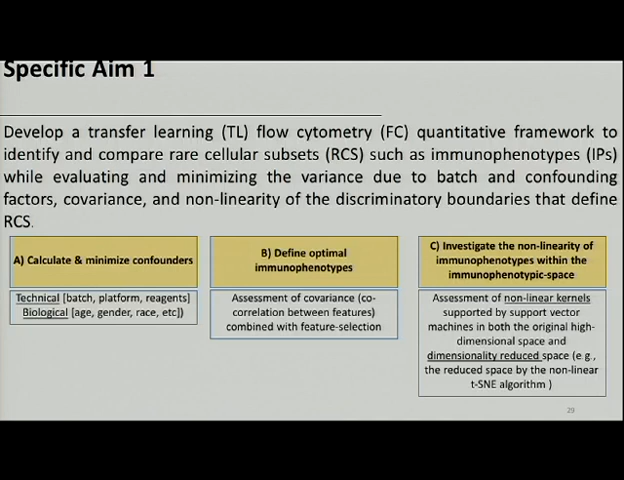 Specific Aim 1
Develop a transfer learning (TL) flow cytometry (FC) quantitative framework to
identify and compare rare cellular subsets (RCS) such as immunophenotypes (IPs)
while evaluating and minimizing the variance due to batch and confounding
factors, covariance, and non-linearity of the discriminatory boundaries that define
RCS.
A) Calculate & minimize confounders
Technical [batch, platform, reagents]
Biological [age, gender, race, etc])
B) Define optimal
immunophenotypes
Assessment of covariance (co-
correlation between features)
combined with feature-selection
C) Investigate the non-linearity of
immunophenotypes within the
immunophenotypic-space
Assessment of non-linear kernels
supported by support vector
machines in both the original high-
dimensional space and
dimensionality reduced space (e.g.,
the reduced space by the non-linear
t-SNE algorithm )
29